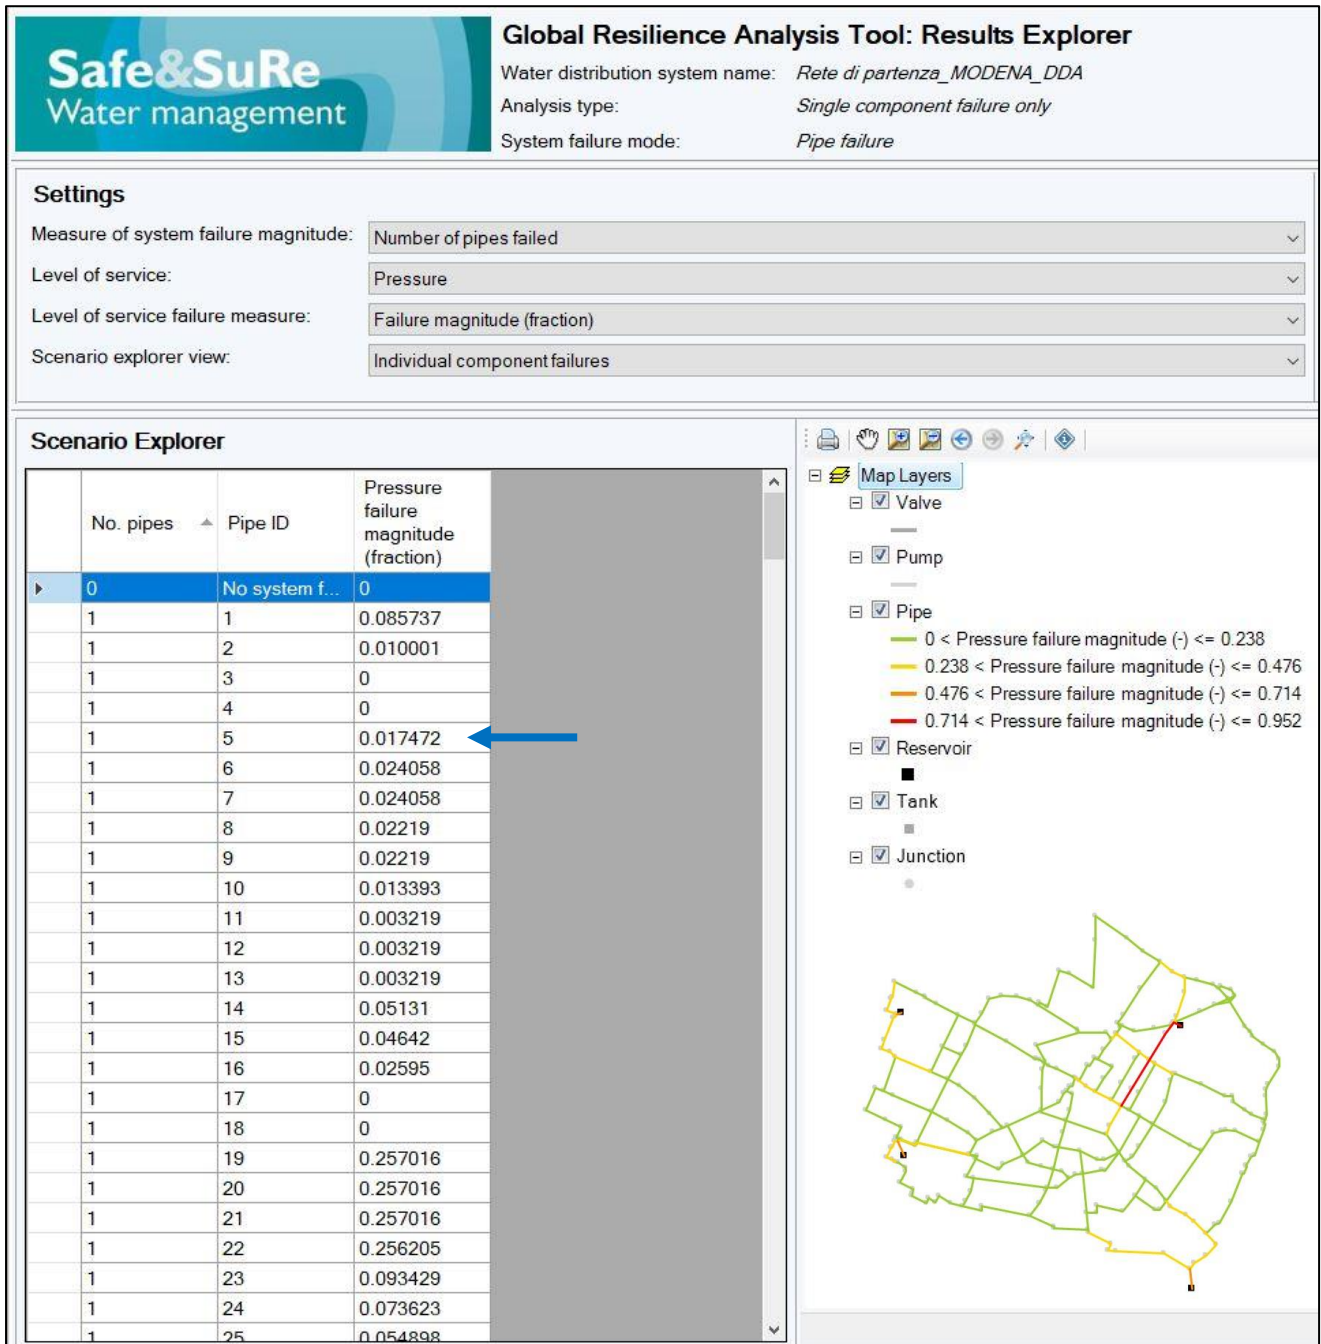 Safe&SuRe
Water management
Global Resilience Analysis Tool: Results Explorer
Water distribution system name: Rete di partenza_MODENA_DDA
Analysis type: Single component failure only
System failure mode: Pipe failure
Settings
Measure of system failure magnitude: Number of pipes failed
Level of service: Pressure
Level of service failure measure: Failure magnitude (fraction)
Scenario explorer view: Individual component failures
Scenario Explorer
No. pipes Pipe ID Pressure failure magnitude (fraction)
0 No system f... 0
1 1 0.085737
1 2 0.010001
1 3 0
1 4 0
1 5 0.017472
1 6 0.024058
1 7 0.024058
1 8 0.02219
1 9 0.02219
1 10 0.013393
1 11 0.003219
1 12 0.003219
1 13 0.003219
1 14 0.05131
1 15 0.04642
1 16 0.02595
1 17 0
1 18 0
1 19 0.257016
1 20 0.257016
1 21 0.257016
1 22 0.256205
1 23 0.093429
1 24 0.073623
1 25 0.054898
Map Layers
Valve
Pump
Pipe
0 < Pressure failure magnitude (-) <= 0.238
0.238 < Pressure failure magnitude (-) <= 0.476
0.476 < Pressure failure magnitude (-) <= 0.714
0.714 < Pressure failure magnitude (-) <= 0.952
Reservoir
Tank
Junction